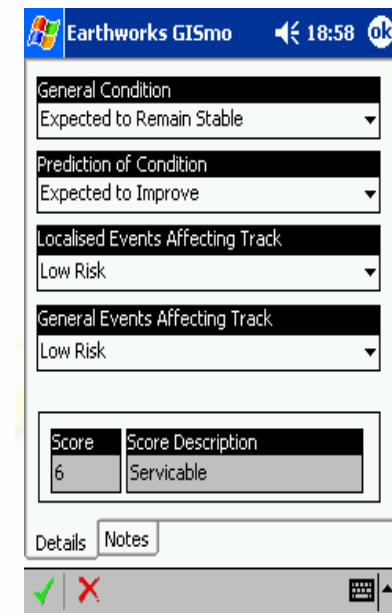 Earthworks GISmo 18:58 ok
General Condition
Expected to Remain Stable
Prediction of Condition
Expected to Improve
Localised Events Affecting Track
Low Risk
General Events Affecting Track
Low Risk
Score Score Description
6 Servicable
Details Notes